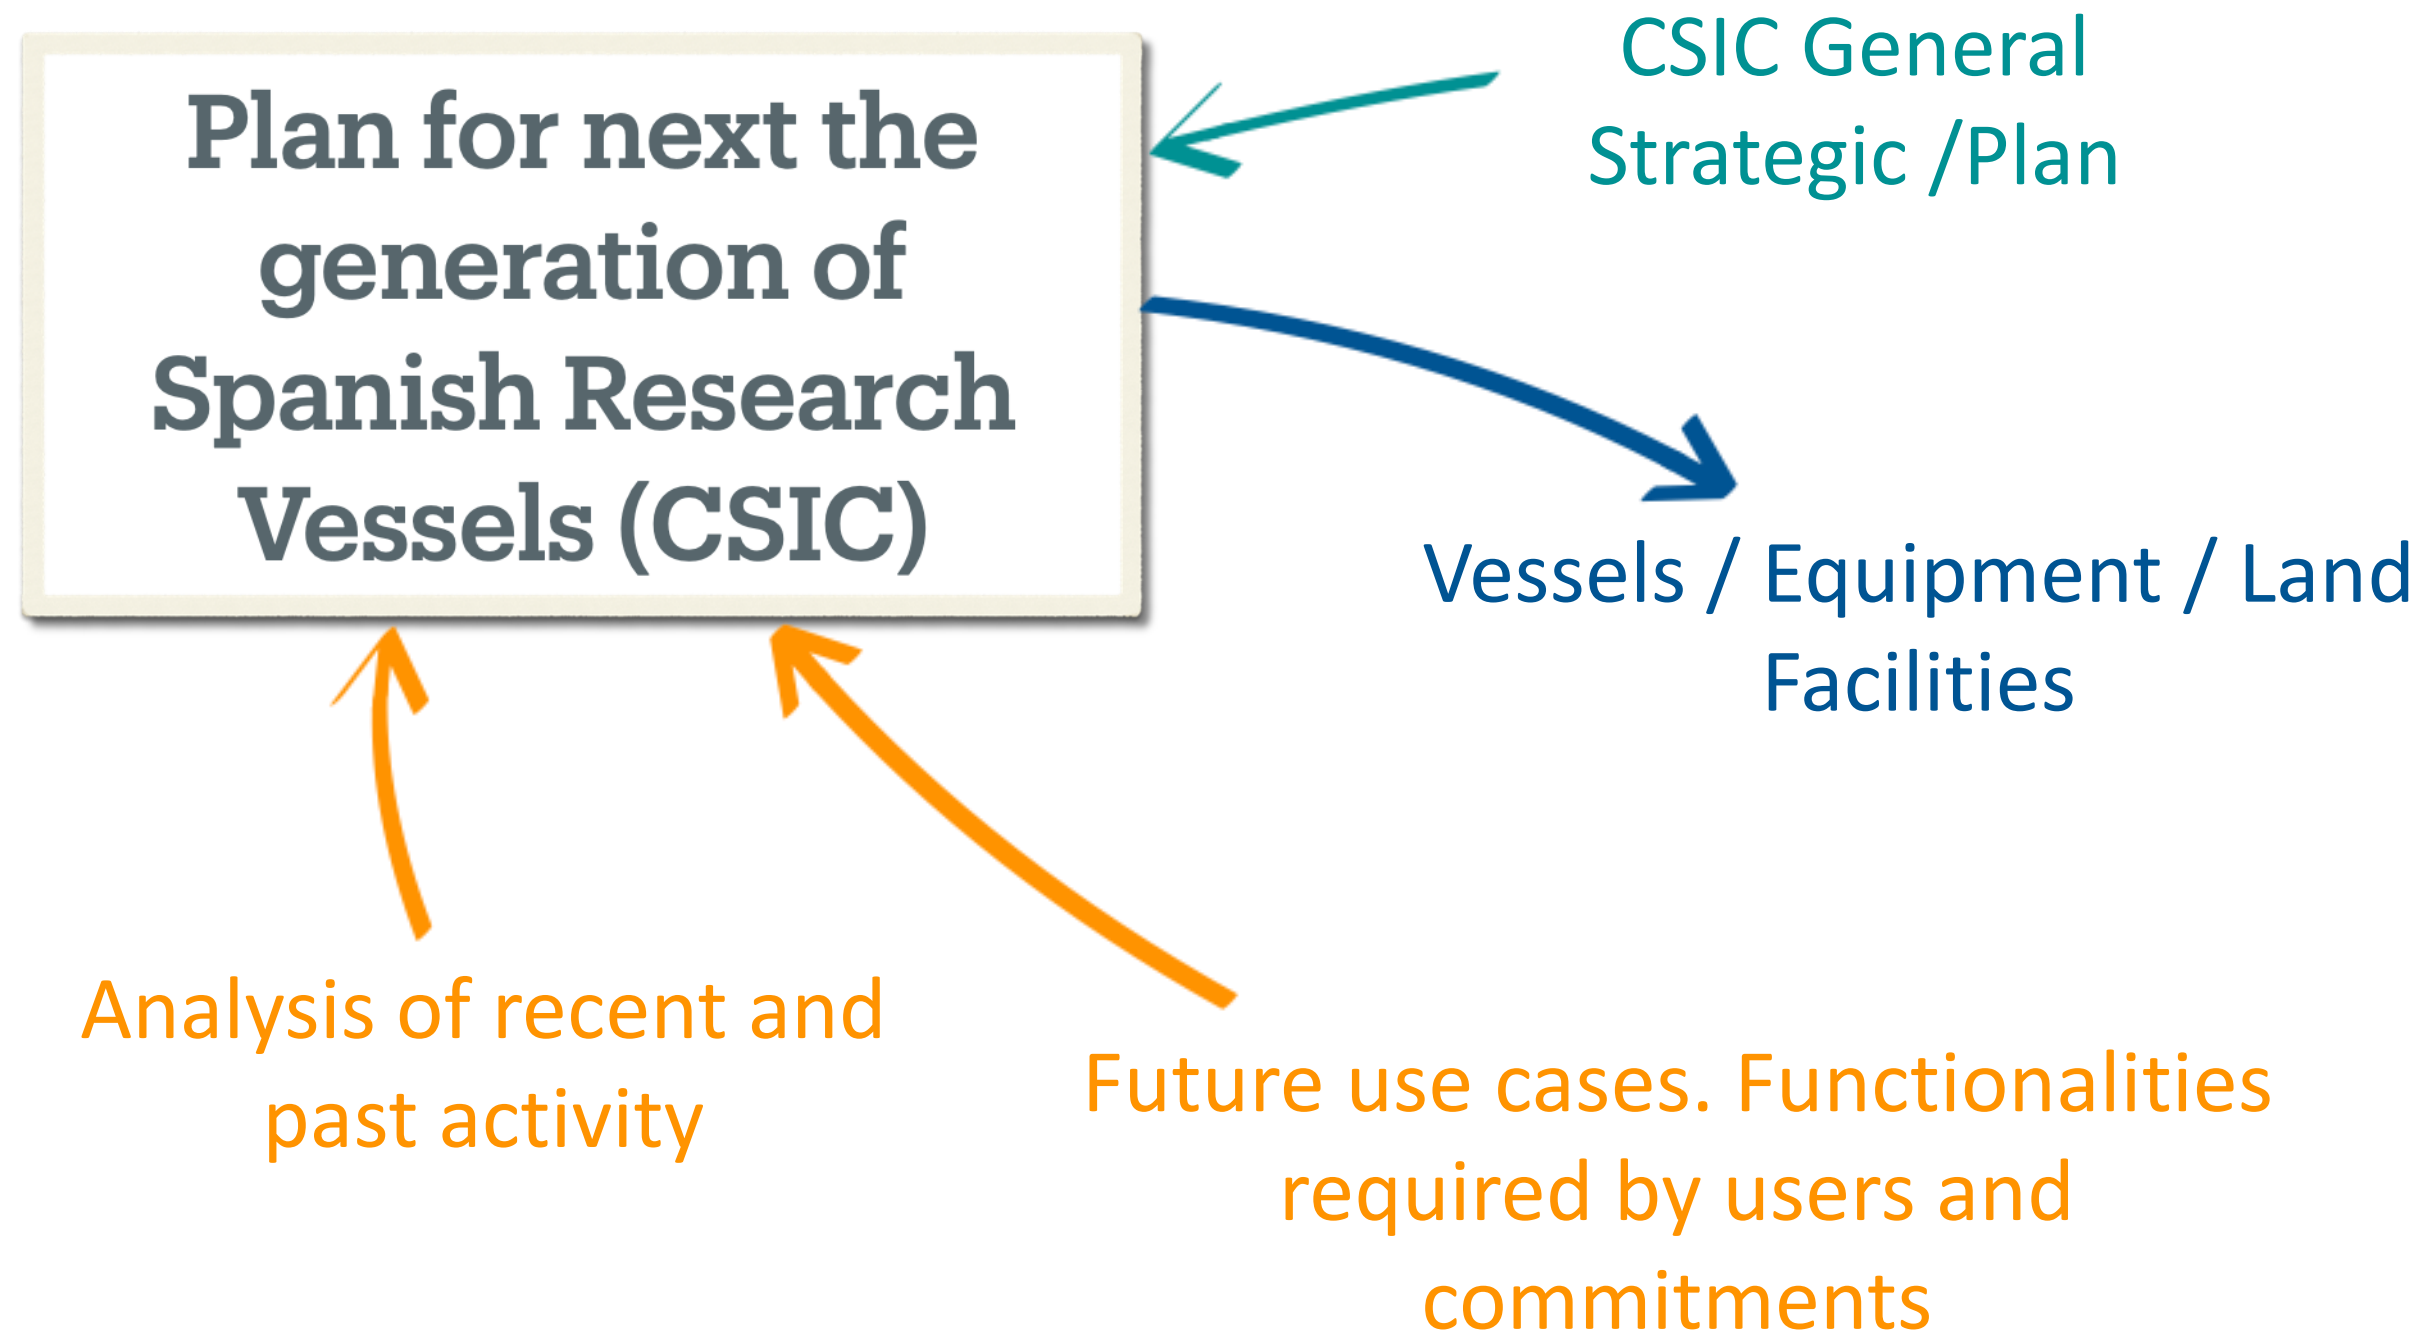 Plan for next the
generation of
Spanish Research
Vessels (CSIC)
CSIC General
Strategic /Plan
Vessels / Equipment / Land
Facilities
Analysis of recent and
past activity
Future use cases. Functionalities
required by users and
commitments